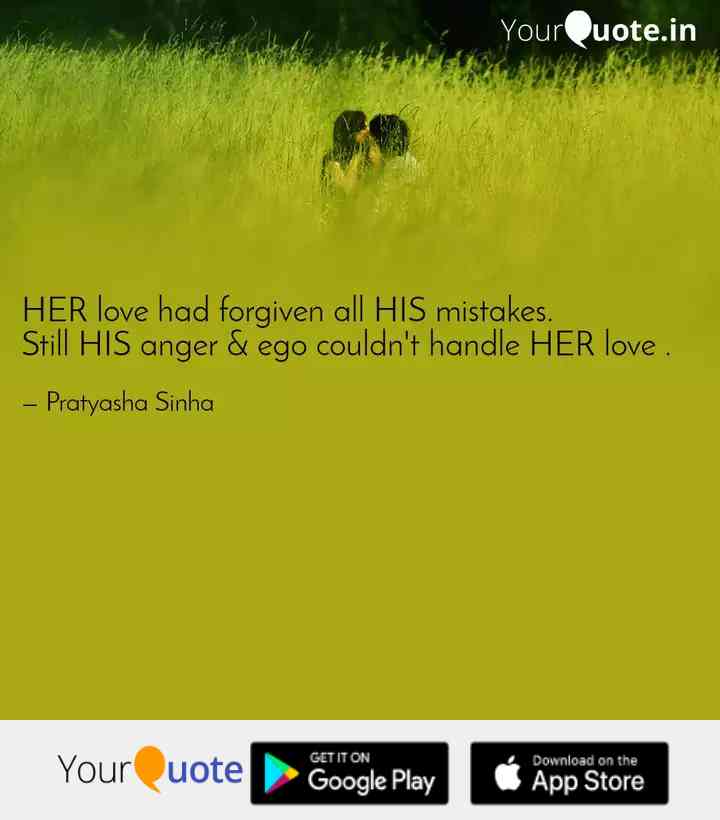 YourQuote.in
HER love had forgiven all HIS mistakes.
Still HIS anger & ego couldn't handle HER love .
– Pratyasha Sinha
YourQuote
GET IT ON
Google Play
Download on the
App Store